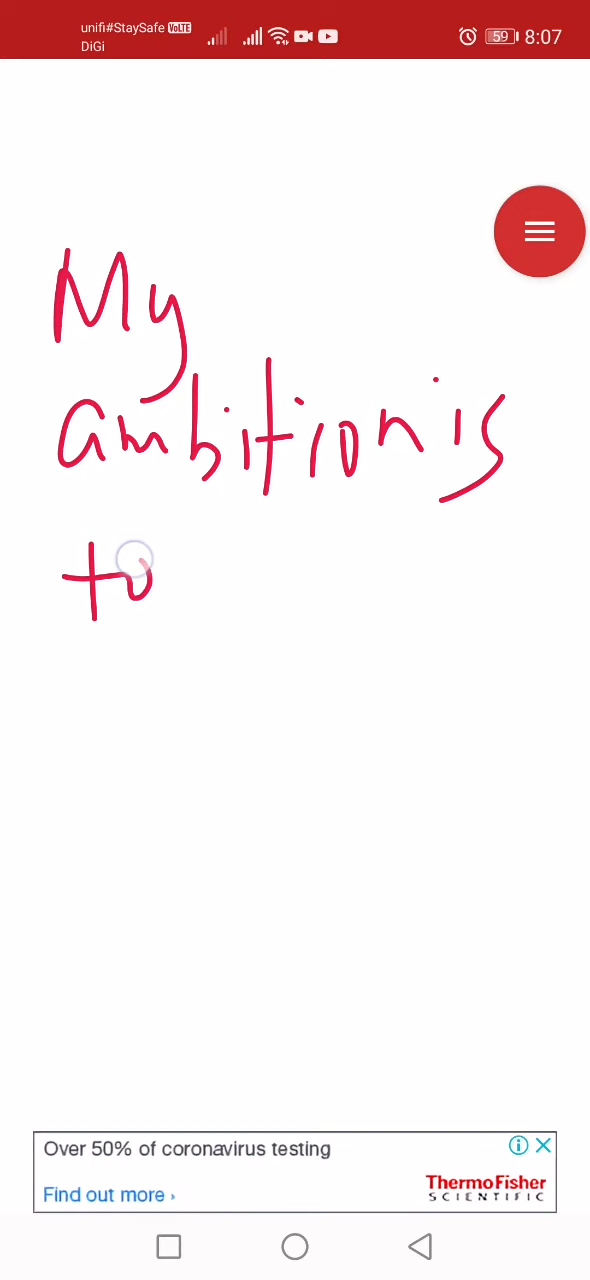 unifi#StaySafe VoLTE
DiGi
59 8:07
My
ambition is
to
Over 50% of coronavirus testing
Find out more ›
ThermoFisher
SCIENTIFIC